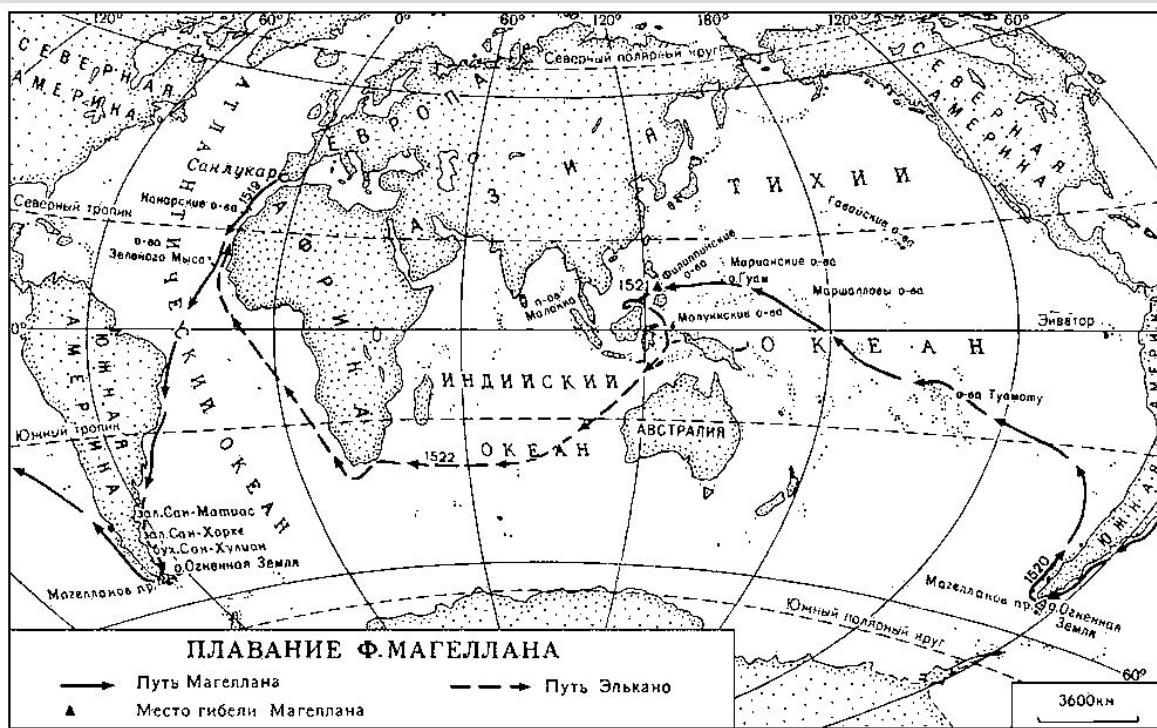 120° 60° 0° 60° 120° 180° 120° 60°
СЕВЕРНАЯ
АМЕРИКА
АТЛАНТИЧЕСКИЙ ОКЕАН
Северный полярный круг
ЕВРОПА
АЗИЯ
СЕВЕРНАЯ
АМЕРИКА
Санлукар
1519
Канарские о-ва
Северный тропик
о-ва
Зеленого Мыса
АФРИКА
ТИХИЙ
Гавайские о-ва
Филиппинские
о-ва
Марианские о-ва
о.Гуам
1521
Маршалловы о-ва
п-ов
Малакка
Молуккские о-ва
0°
Экватор
ОКЕАН
ЮЖНАЯ
АМЕРИКА
ИНДИЙСКИЙ
о-ва Туамоту
Южный тропик
АВСТРАЛИЯ
1522
ОКЕАН
зал.Сан-Матиас
зал.Сан-Хорхе
бух.Сан-Хулиан
о.Огненная Земля
Магелланов пр.
ЮЖНАЯ
АМЕРИКА
1520
Магелланов пр.
о.Огненная
Земля
Южный полярный
круг
60°
ПЛАВАНИЕ Ф.МАГЕЛЛАНА
Путь Магеллана
Путь Элькано
Место гибели Магеллана
3600км